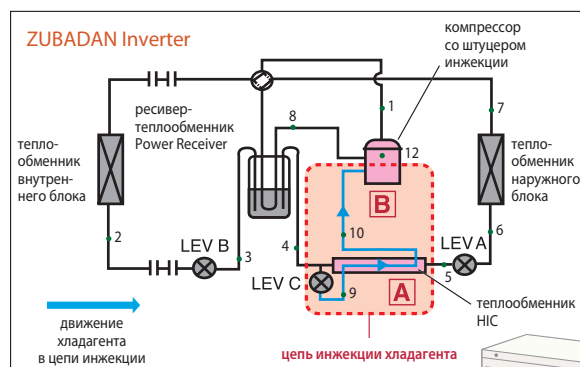 ZUBADAN Inverter
компрессор
со штуцером
инжекции
ресивер-
теплообменник
Power Receiver
8
1
7
12
тепло-
обменник
внутрен-
него блока
тепло-
обменник
наружного
блока
B
2
LEV B
3
4
10
LEV A
6
5
LEV C
9
A
теплообменник
HIC
движение
хладагента
в цепи инжекции
цепь инжекции хладагента